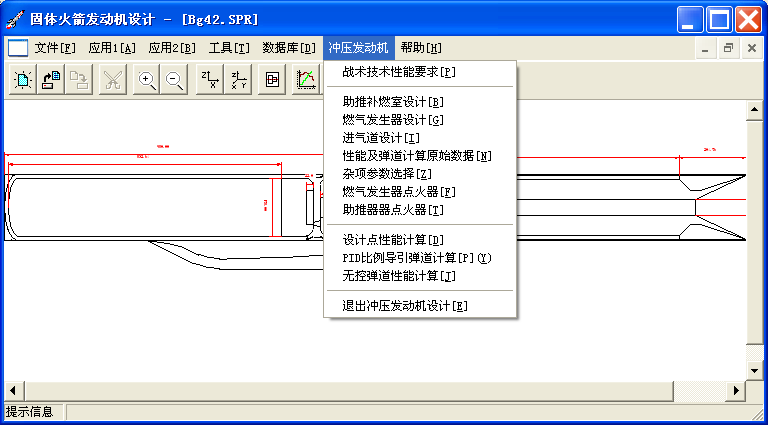 固体火箭发动机设计 - [Bg42.SPR]
文件[F] 应用1[A] 应用2[B] 工具[T] 数据库[D] 冲压发动机 帮助[H]
战术技术性能要求[P]
助推补燃室设计[B]
燃气发生器设计[G]
进气道设计[I]
性能及弹道计算原始数据[N]
杂项参数选择[Z]
燃气发生器点火器[F]
助推器器点火器[T]
设计点性能计算[D]
PID比例导引弹道计算[P](Y)
无控弹道性能计算[J]
退出冲压发动机设计[E]
提示信息